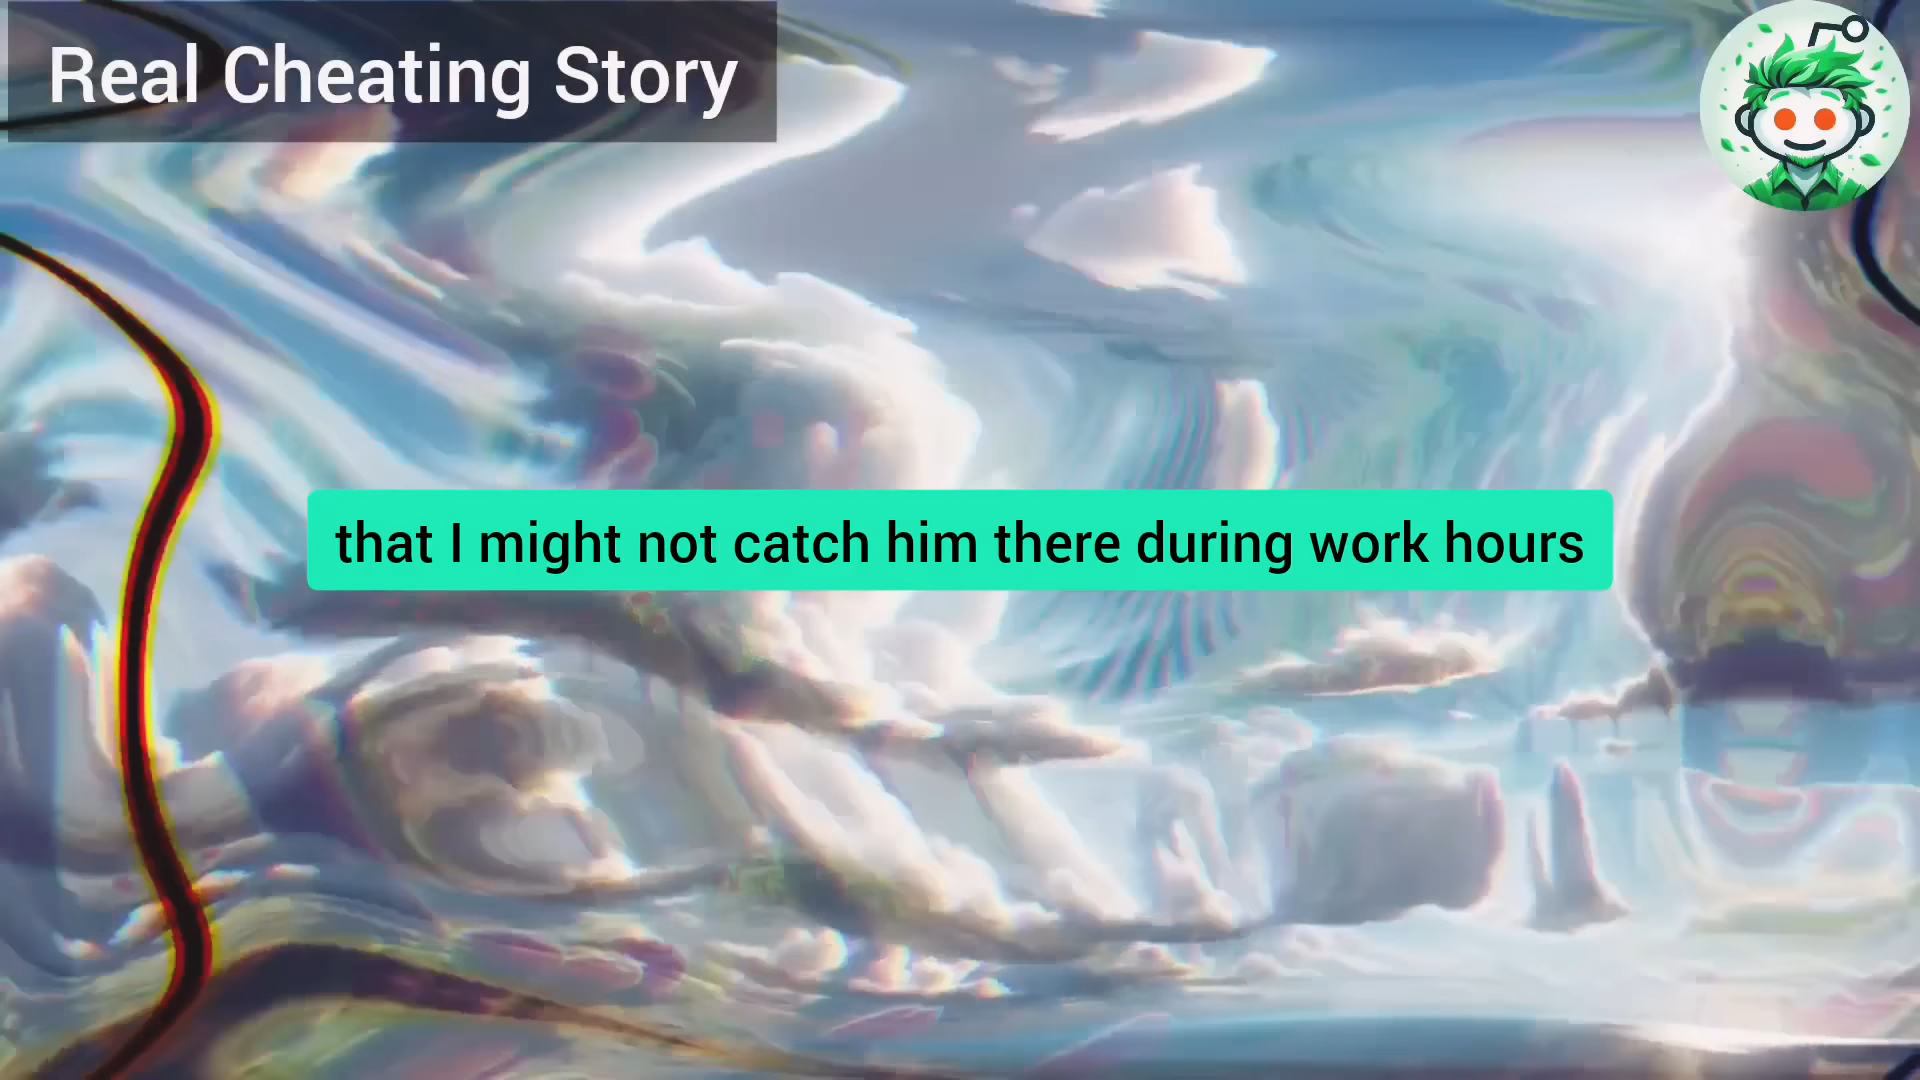 Real Cheating Story
that I might not catch him there during work hours